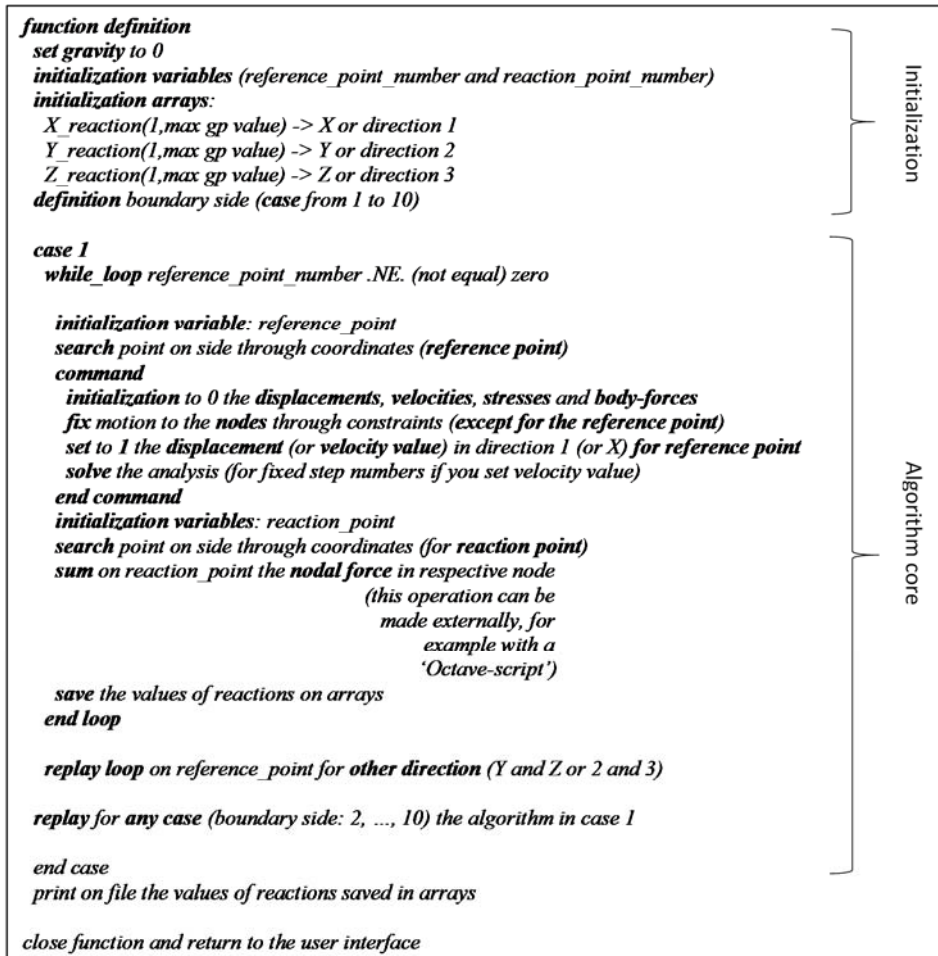 function definition
set gravity to 0
initialization variables (reference_point_number and reaction_point_number)
initialization arrays:
X_reaction(1,max gp value) -> X or direction 1
Y_reaction(1,max gp value) -> Y or direction 2
Z_reaction(1,max gp value) -> Z or direction 3
definition boundary side (case from 1 to 10)
Initialization
case 1
while_loop reference_point_number .NE. (not equal) zero
initialization variable: reference_point
search point on side through coordinates (reference point)
command
initialization to 0 the displacements, velocities, stresses and body-forces
fix motion to the nodes through constraints (except for the reference point)
set to 1 the displacement (or velocity value) in direction 1 (or X) for reference point
solve the analysis (for fixed step numbers if you set velocity value)
end command
initialization variables: reaction_point
search point on side through coordinates (for reaction point)
sum on reaction_point the nodal force in respective node
(this operation can be
made externally, for
example with a
‘Octave-script’)
save the values of reactions on arrays
end loop
replay loop on reference_point for other direction (Y and Z or 2 and 3)
replay for any case (boundary side: 2, ..., 10) the algorithm in case 1
end case
Algorithm core
print on file the values of reactions saved in arrays
close function and return to the user interface